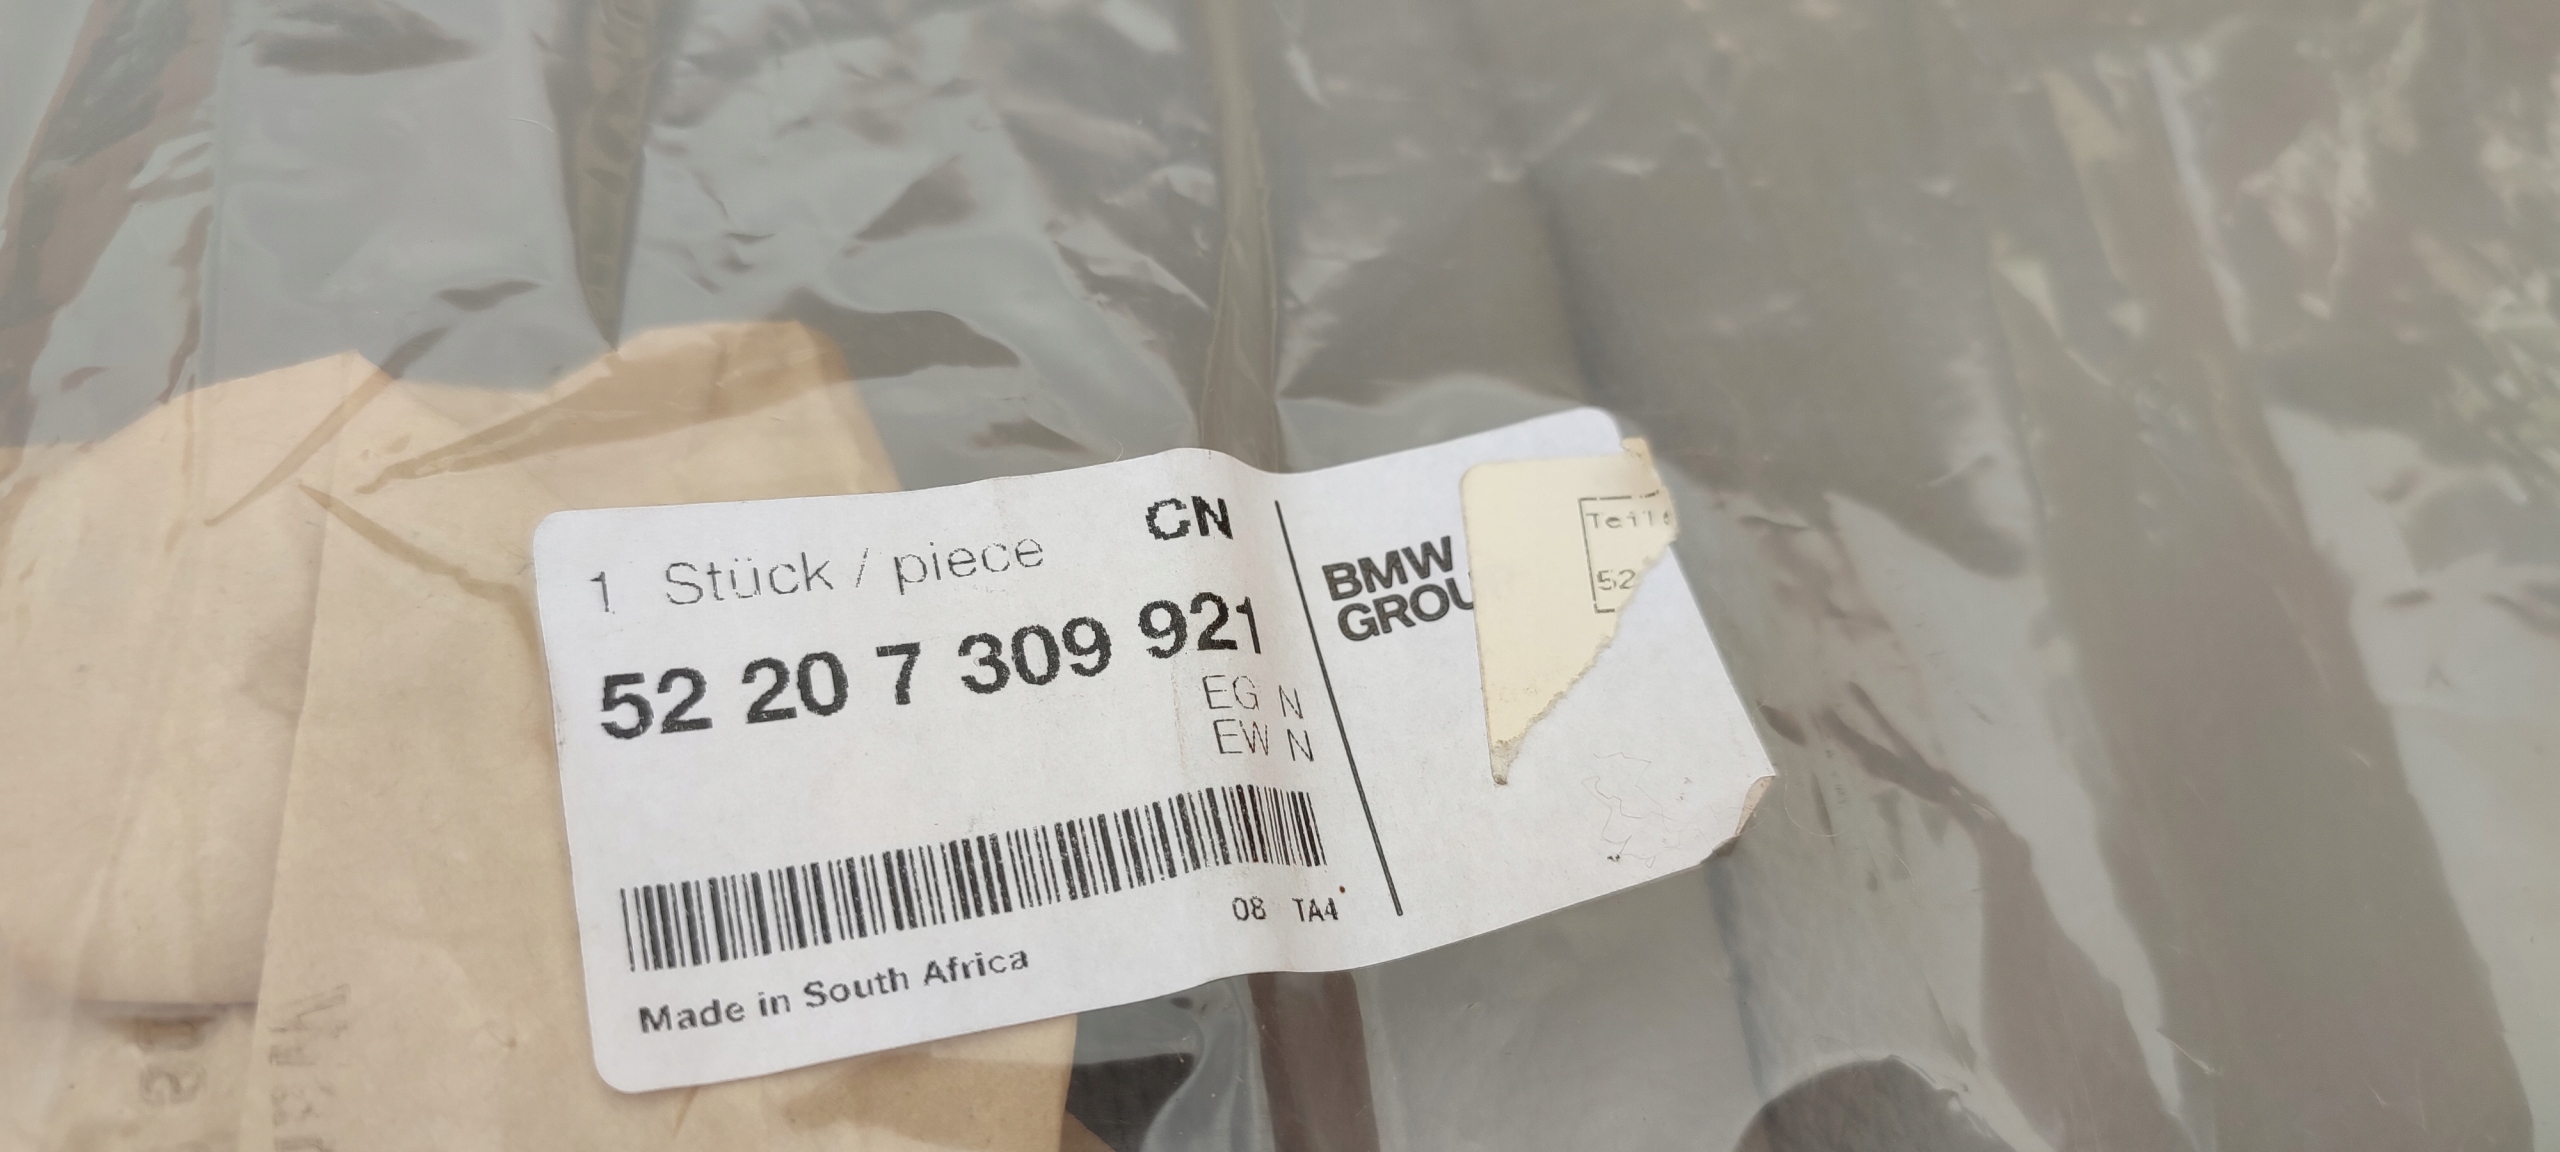 1 Stück / piece CN
52 20 7 309 921
EG N
EW N
08 TA4
Made in South Africa
BMW
GROU
Teile
52